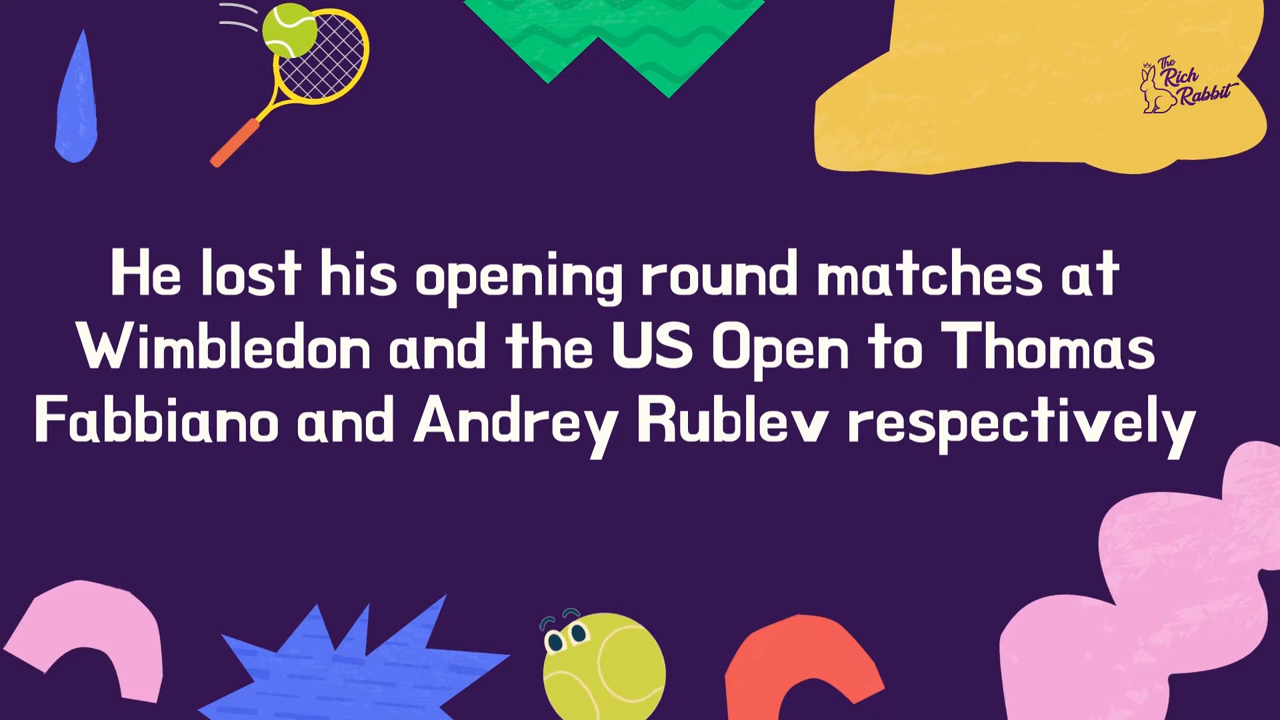 The
Rich
Rabbit
He lost his opening round matches at
Wimbledon and the US Open to Thomas
Fabbiano and Andrey Rublev respectively